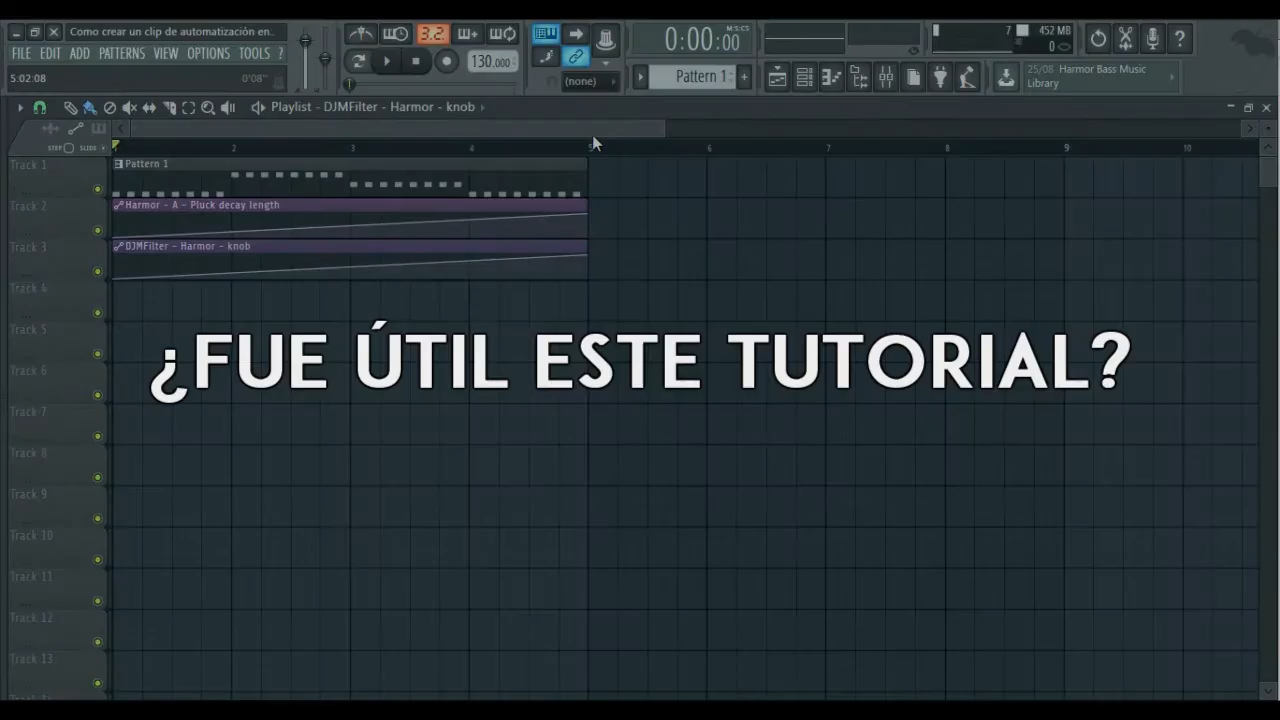 Como crear un clip de automatización en..
FILE EDIT ADD PATTERNS VIEW OPTIONS TOOLS ?
5:02:08 0'08"
3.2.
130.000
(none)
M:S:CS
0:00:00
Pattern 1
7
452 MB
0
25/08 Harmor Bass Music
Library
Playlist - DJMFilter - Harmor - knob
STEP SLIDE
2 3 4 5 6 7 8 9 10
Track 1
Pattern 1
Track 2
Harmor - A - Pluck decay length
Track 3
DJMFilter - Harmor - knob
Track 4
Track 5
¿FUE ÚTIL ESTE TUTORIAL?
Track 6
Track 7
Track 8
Track 9
Track 10
Track 11
Track 12
Track 13